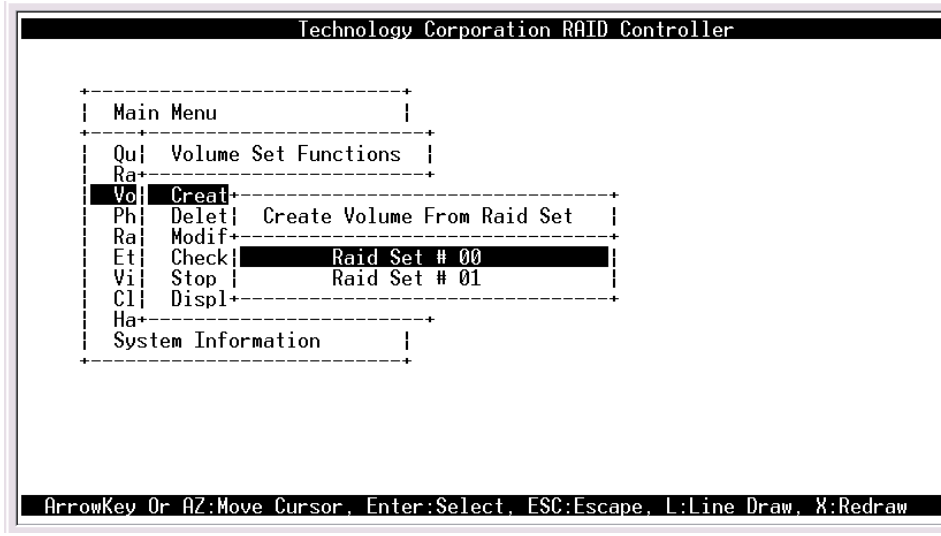 Technology Corporation RAID Controller
Main Menu
Qu
Volume Set Functions
Ra
Vo
Creat
Ph
Delet
Create Volume From Raid Set
Ra
Modif
Et
Check
Raid Set # 00
Vi
Stop
Raid Set # 01
Cl
Displ
Ha
System Information
ArrowKey Or AZ:Move Cursor, Enter:Select, ESC:Escape, L:Line Draw, X:Redraw